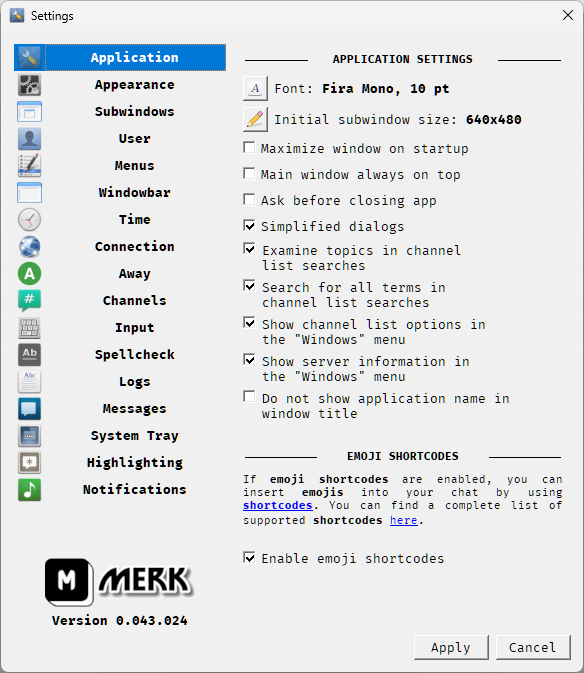 Settings
Application
Appearance
Subwindows
User
Menus
Windowbar
Time
Connection
A
Away
#
Channels
Input
Ab
Spellcheck
Abc
Logs
Messages
System Tray
*
Highlighting
Notifications
M MERK
Version 0.043.024
APPLICATION SETTINGS
A
Font: Fira Mono, 10 pt
Initial subwindow size: 640x480
Maximize window on startup
Main window always on top
Ask before closing app
Simplified dialogs
Examine topics in channel
list searches
Search for all terms in
channel list searches
Show channel list options in
the "Windows" menu
Show server information in
the "Windows" menu
Do not show application name in
window title
EMOJI SHORTCODES
If emoji shortcodes are enabled, you can
insert emojis into your chat by using
shortcodes. You can find a complete list of
supported shortcodes here.
Enable emoji shortcodes
Apply
Cancel